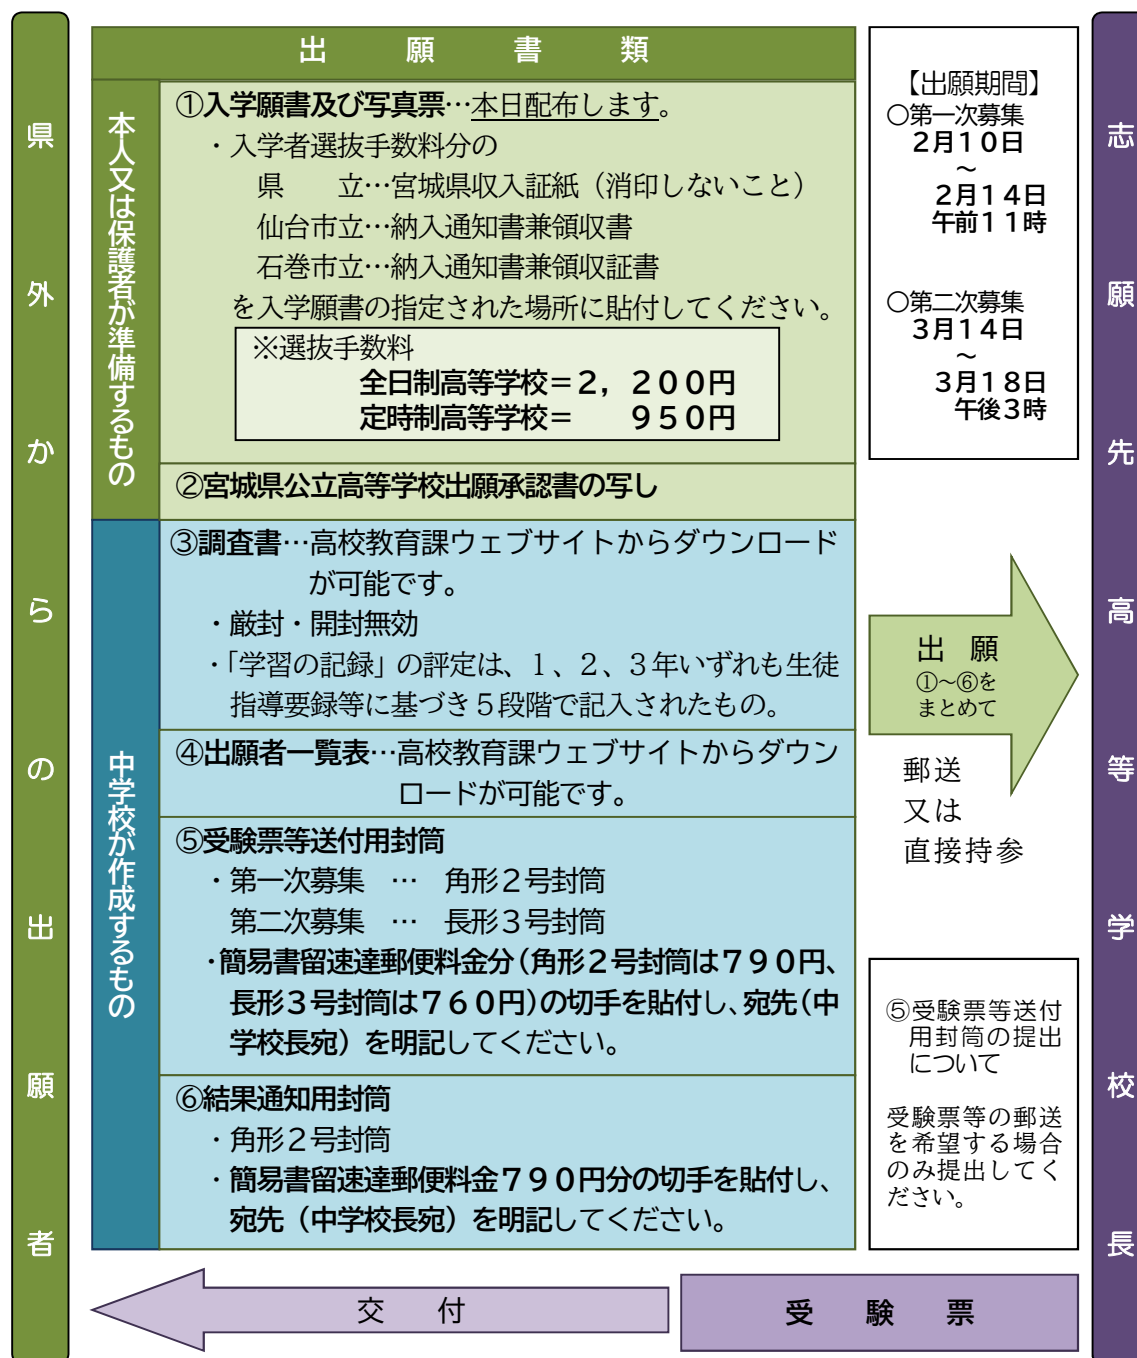 県外からの出願者
出願書類
本人又は保護者が準備するもの
①入学願書及び写真票…本日配布します。
・入学者選抜手数料分の
県　　立…宮城県収入証紙（消印しないこと）
仙台市立…納入通知書兼領収書
石巻市立…納入通知書兼領収証書
を入学願書の指定された場所に貼付してください。
※選抜手数料
全日制高等学校＝２，２００円
定時制高等学校＝　　９５０円
②宮城県公立高等学校出願承認書の写し
中学校が作成するもの
③調査書…高校教育課ウェブサイトからダウンロード
が可能です。
・厳封・開封無効
・「学習の記録」の評定は、１、２、３年いずれも生徒
指導要録等に基づき５段階で記入されたもの。
④出願者一覧表…高校教育課ウェブサイトからダウン
ロードが可能です。
⑤受験票等送付用封筒
・第一次募集　…　角形２号封筒
第二次募集　…　長形３号封筒
・簡易書留速達郵便料金分（角形２号封筒は７９０円、
長形３号封筒は７６０円）の切手を貼付し、宛先（中
学校長宛）を明記してください。
⑥結果通知用封筒
・角形２号封筒
・簡易書留速達郵便料金７９０円分の切手を貼付し、
宛先（中学校長宛）を明記してください。
【出願期間】
○第一次募集
２月１０日
～
２月１４日
午前１１時
○第二次募集
３月１４日
～
３月１８日
午後３時
出　願
①～⑥を
まとめて
郵送
又は
直接持参
⑤受験票等送付
用封筒の提出
について
受験票等の郵送
を希望する場合
のみ提出してく
ださい。
志願先高等学校長
交　付
受　験　票